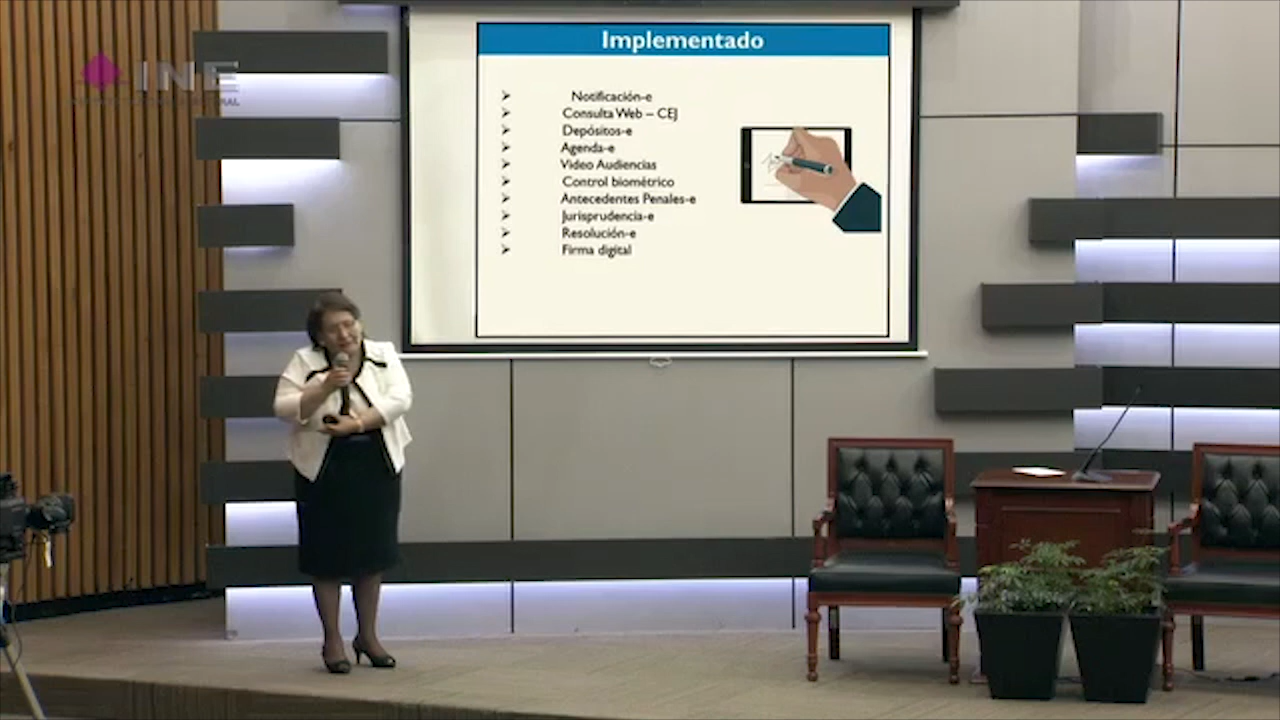 INE
Implementado
Notificación-e
Consulta Web – CEJ
Depósitos-e
Agenda-e
Video Audiencias
Control biométrico
Antecedentes Penales-e
Jurisprudencia-e
Resolución-e
Firma digital